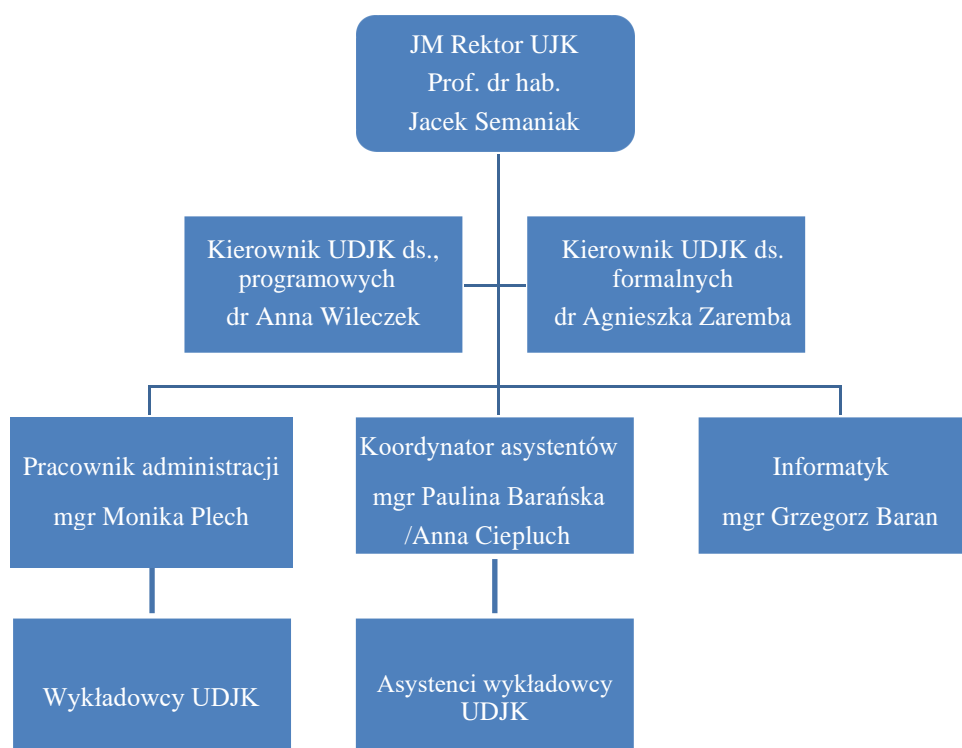 JM Rektor UJK
Prof. dr hab.
Jacek Semaniak
Kierownik UDJK ds.,
programowych
dr Anna Wileczek
Kierownik UDJK ds.
formalnych
dr Agnieszka Zaremba
Pracownik administracji
mgr Monika Plech
Koordynator asystentów
mgr Paulina Barańska
/Anna Ciepluch
Informatyk
mgr Grzegorz Baran
Wykładowcy UDJK
Asystenci wykładowcy
UDJK